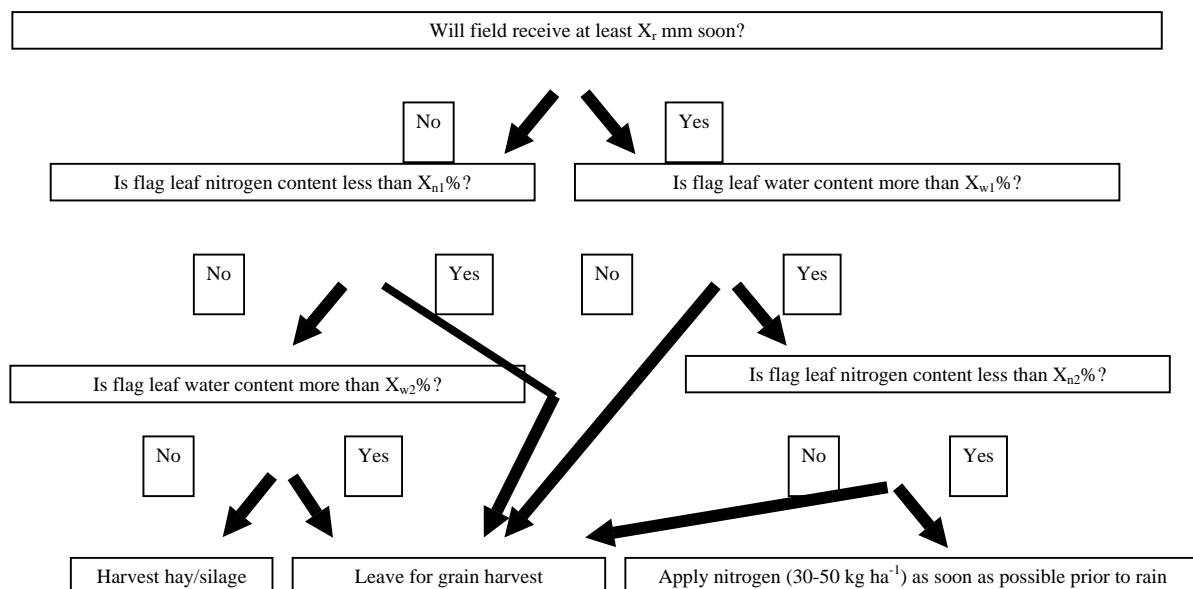 Will field receive at least Xᵣ mm soon?
No Yes
Is flag leaf nitrogen content less than Xₙ₁%? Is flag leaf water content more than X_w1%?
No Yes No Yes
Is flag leaf water content more than X_w2%? Is flag leaf nitrogen content less than Xₙ₂%?
No Yes No Yes
Harvest hay/silage Leave for grain harvest Apply nitrogen (30-50 kg ha⁻¹) as soon as possible prior to rain